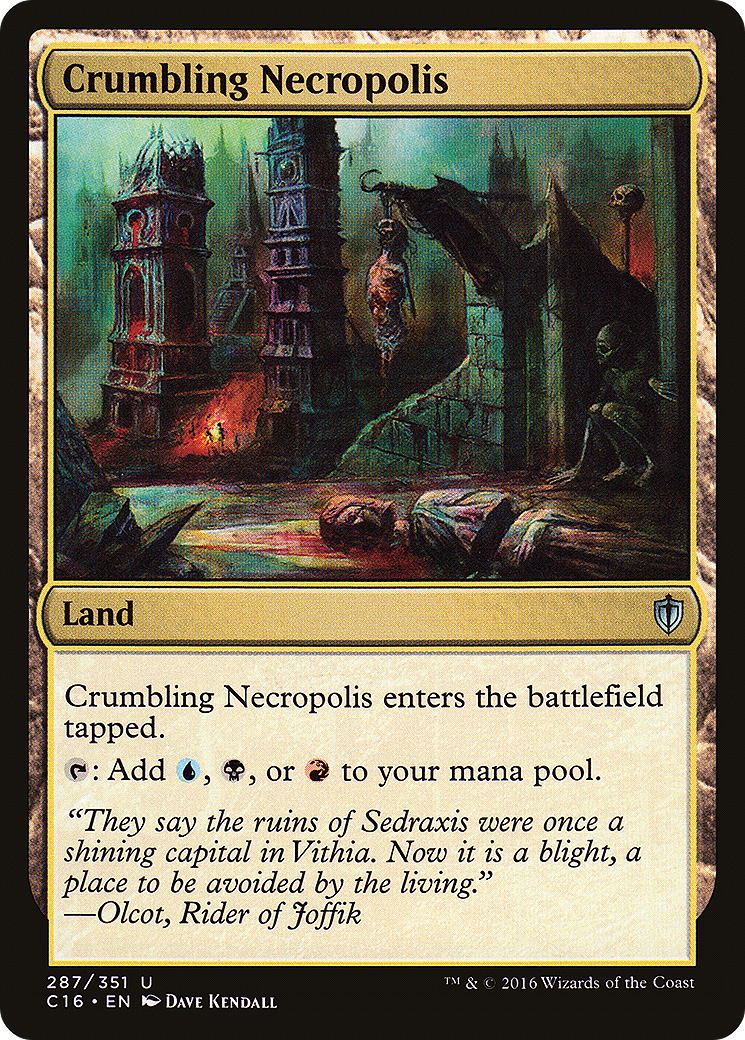 Crumbling Necropolis
Land
Crumbling Necropolis enters the battlefield
tapped.
: Add , , or to your mana pool.
“They say the ruins of Sedraxis were once a
shining capital in Vithia. Now it is a blight, a
place to be avoided by the living.”
—Olcot, Rider of Joffik
287/351 U
™ & © 2016 Wizards of the Coast
C16 • EN Dave Kendall